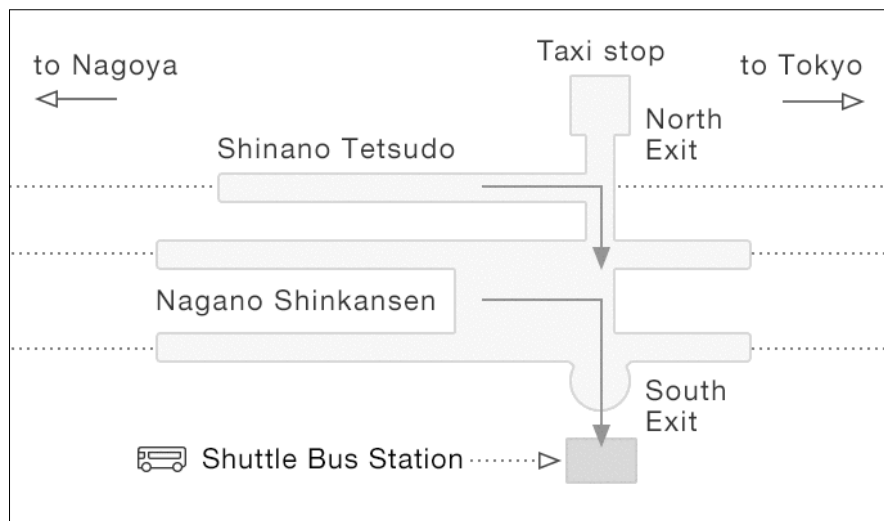 Taxi stop
to Nagoya
to Tokyo
North
Exit
Shinano Tetsudo
Nagano Shinkansen
South
Exit
Shuttle Bus Station